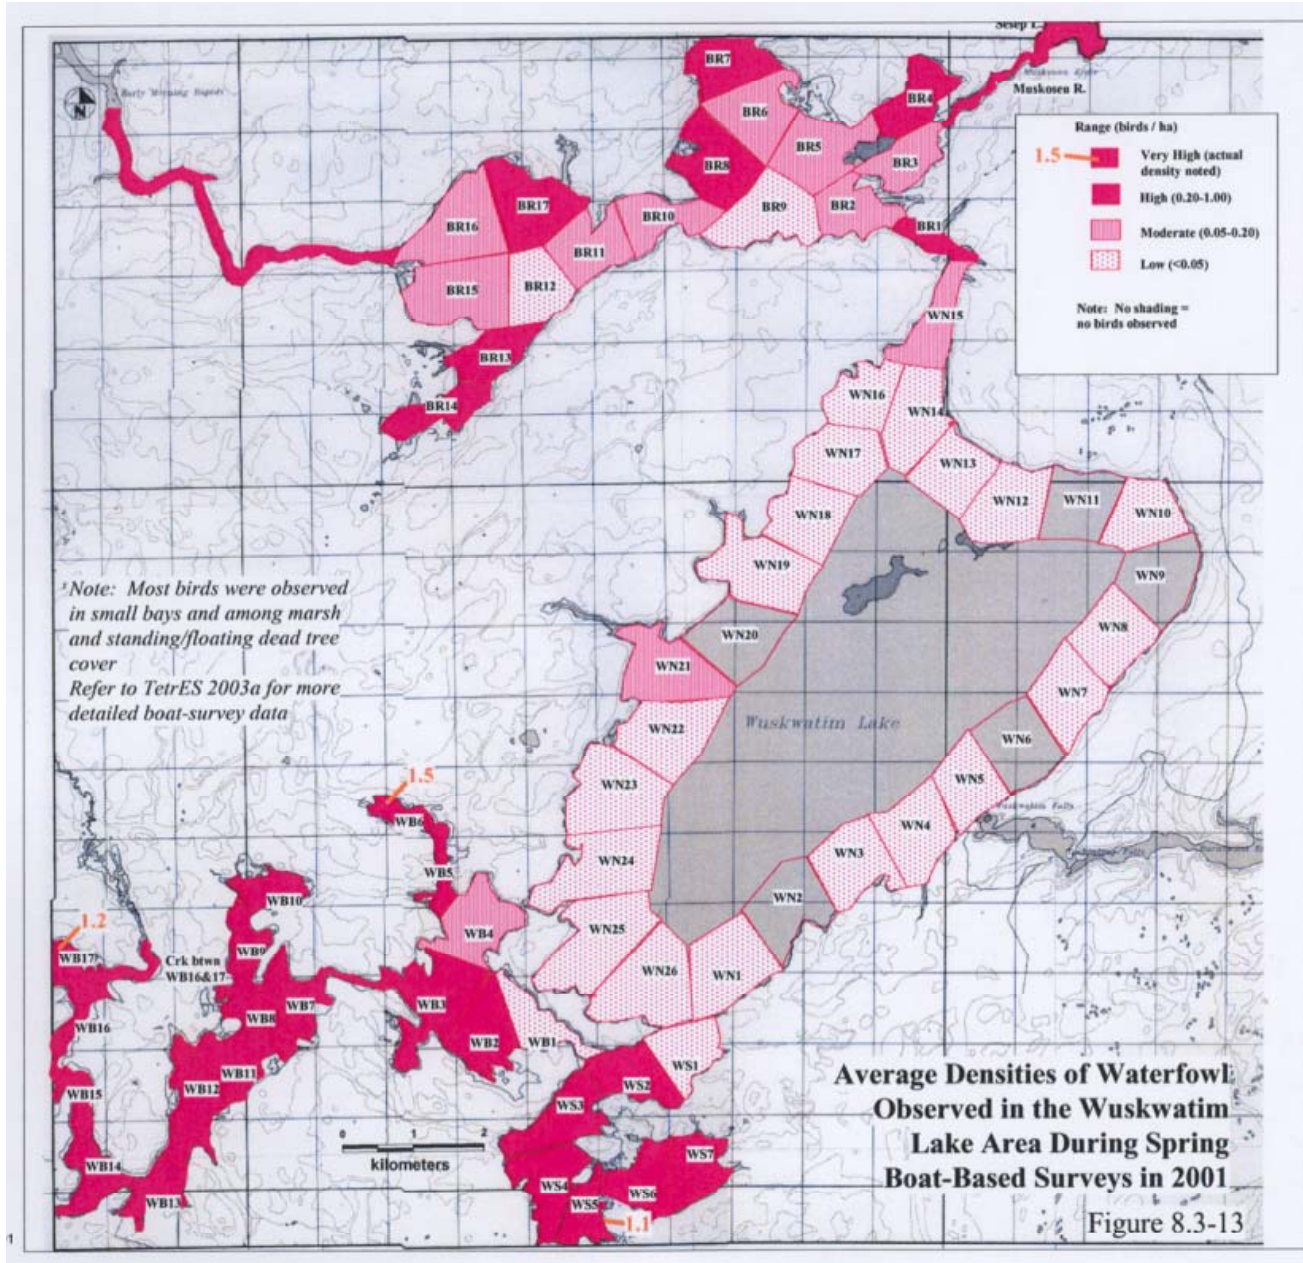 Sesep L.
BR7
Early Morning Rapids
Muskoseu River
Muskoseu R.
BR4
N
BR6
BR5
BR3
BR8
BR17
BR16
BR10
BR9
BR2
BR1
BR11
BR15
BR12
BR13
BR14
Range (birds / ha)
1.5
Very High (actual
density noted)
High (0.20-1.00)
Moderate (0.05-0.20)
Low (<0.05)
Note: No shading =
no birds observed
WN15
WN16
WN14
WN17
WN13
WN12
WN11
WN10
WN18
WN19
WN9
WN20
WN8
WN21
WN7
Note: Most birds were observed
in small bays and among marsh
and standing/floating dead tree
cover
Refer to TetrES 2003a for more
detailed boat-survey data
Wuskwatim Lake
WN22
WN6
WN23
WN5
Wuskwatim Falls
WN4
WN24
WN3
WN2
WN25
WN26
WN1
1.5
WB6
WB5
WB4
WB10
1.2
WB17
WB9
Crk btwn
WB16&17
WB7
WB3
WB8
WB16
WB2
WB1
WS1
WB11
WB12
WS2
WB15
WS3
0 1 2
kilometers
WB14
WS7
WB13
WS4
WS6
WS5
1.1
Average Densities of Waterfowl
Observed in the Wuskwatim
Lake Area During Spring
Boat-Based Surveys in 2001
Figure 8.3-13